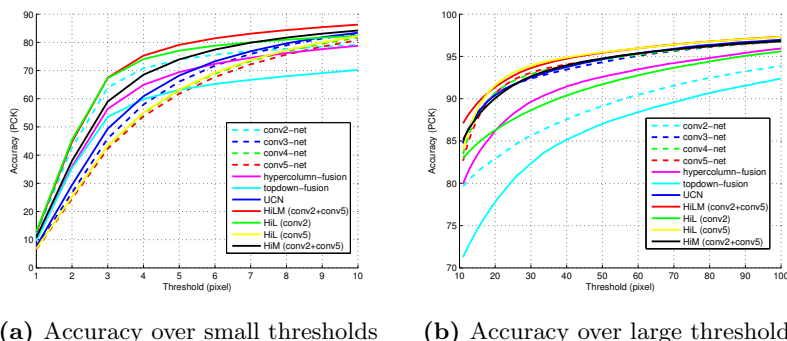 90
80
70
60
50
40
30
20
10
0
Accuracy (PCK)
1 2 3 4 5 6 7 8 9 10
Threshold (pixel)
conv2-net
conv3-net
conv4-net
conv5-net
hypercolumn-fusion
topdown-fusion
UCN
HiLM (conv2+conv5)
HiL (conv2)
HiL (conv5)
HiM (conv2+conv5)
(a) Accuracy over small thresholds
100
95
90
85
80
75
70
Accuracy (PCK)
10 20 30 40 50 60 70 80 90 100
Threshold (pixel)
conv2-net
conv3-net
conv4-net
conv5-net
hypercolumn-fusion
topdown-fusion
UCN
HiLM (conv2+conv5)
HiL (conv2)
HiL (conv5)
HiM (conv2+conv5)
(b) Accuracy over large threshold